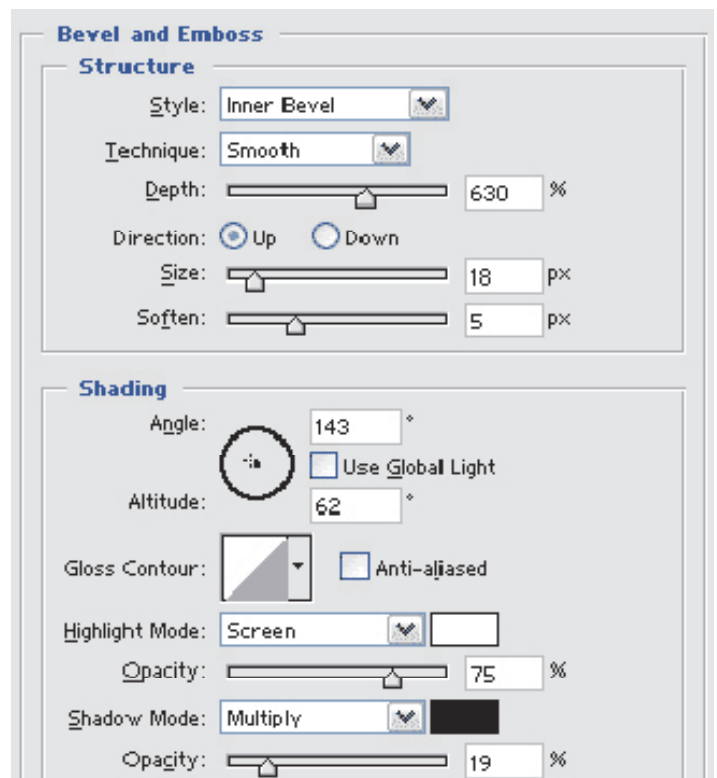 Bevel and Emboss
Structure
Style: Inner Bevel
Technique: Smooth
Depth: 630 %
Direction: Up Down
Size: 18 px
Soften: 5 px
Shading
Angle: 143 °
Use Global Light
Altitude: 62 °
Gloss Contour: Anti-aliased
Highlight Mode: Screen
Opacity: 75 %
Shadow Mode: Multiply
Opacity: 19 %